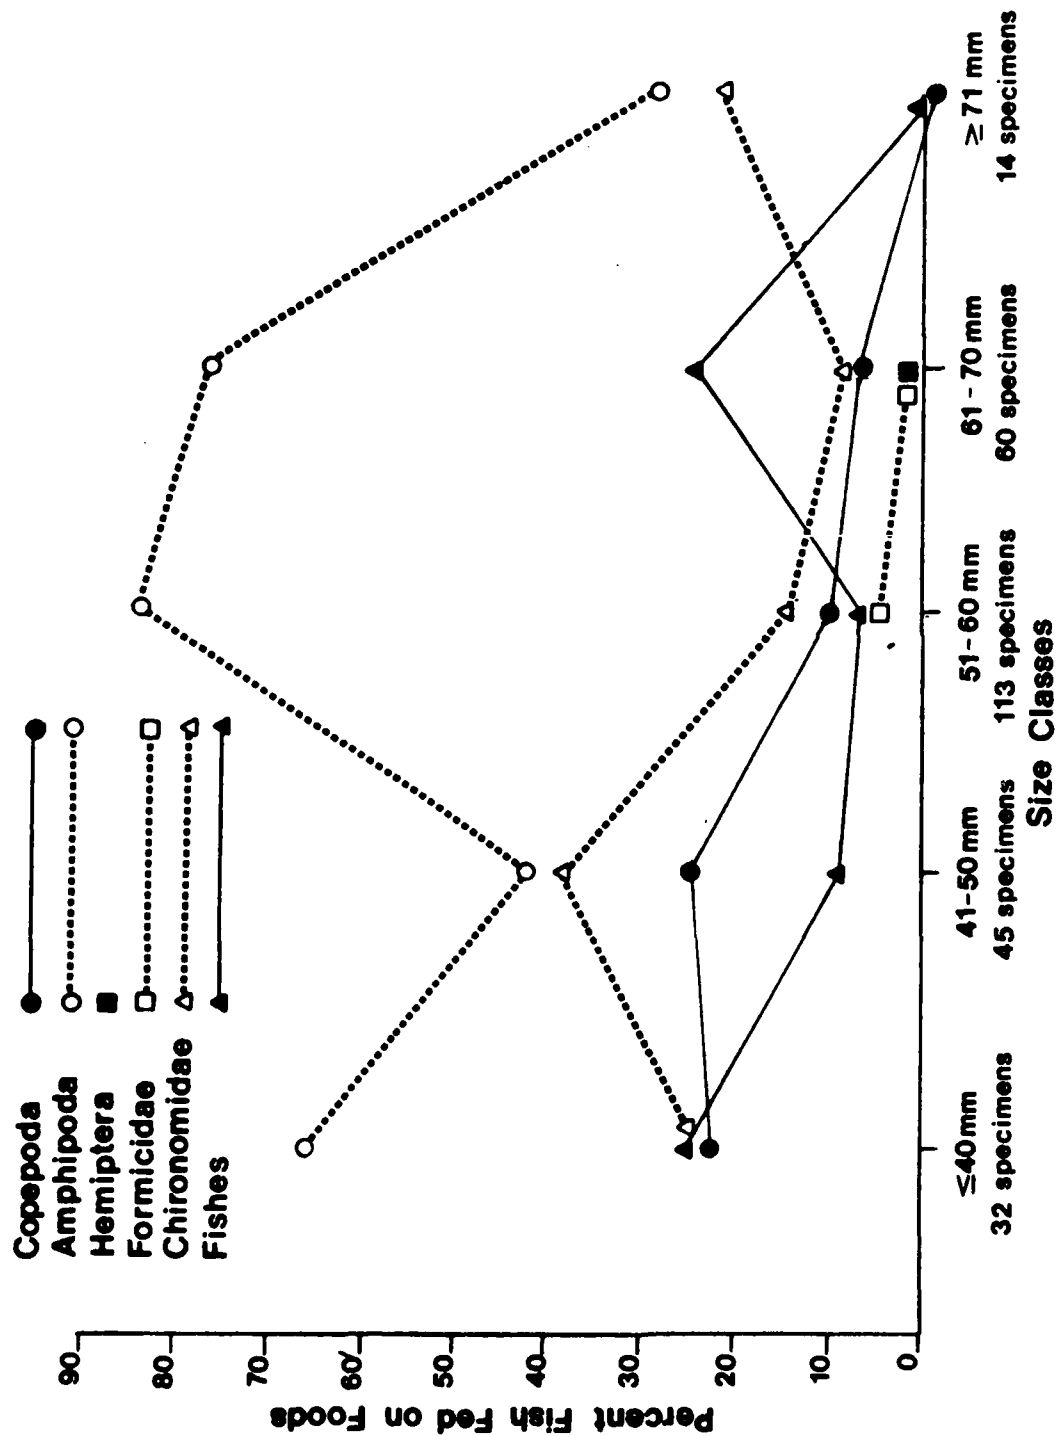 Copepoda
Amphipoda
Hemiptera
Formicidae
Chironomidae
Fishes
Percent Fish Fed on Foods
90
80
70
60
50
40
30
20
10
0
≤40mm
32 specimens
41-50mm
45 specimens
51-60mm
113 specimens
61-70mm
60 specimens
≥71mm
14 specimens
Size Classes